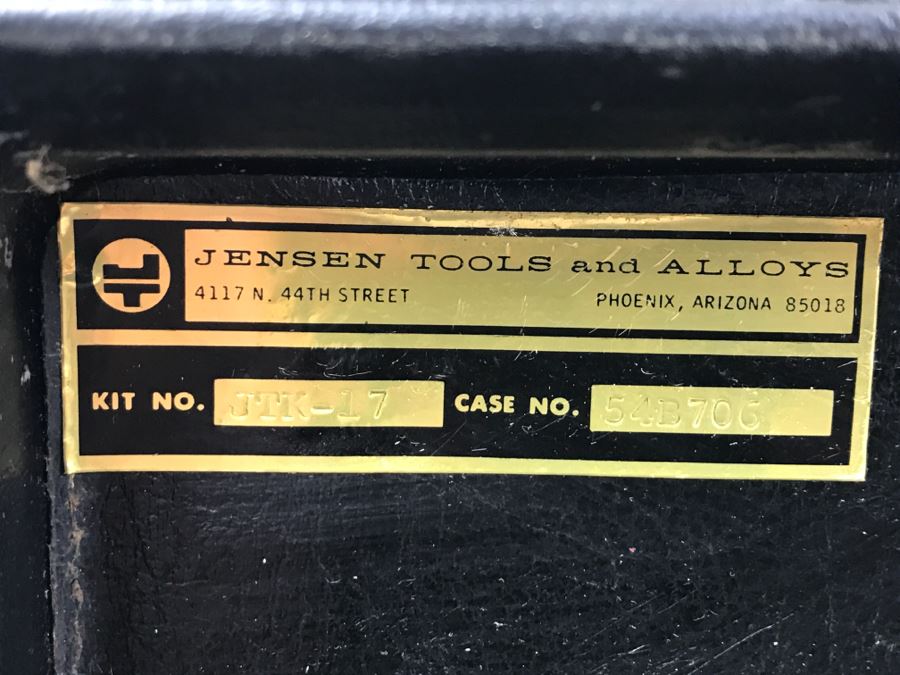 JENSEN TOOLS and ALLOYS
4117 N. 44TH STREET PHOENIX, ARIZONA 85018
KIT NO. JTK-17 CASE NO. 54B706